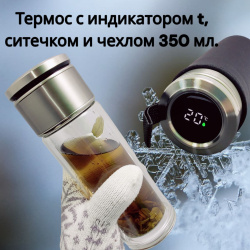 Термос с индикатором t,
ситечком и чехлом 350 мл.
20°c